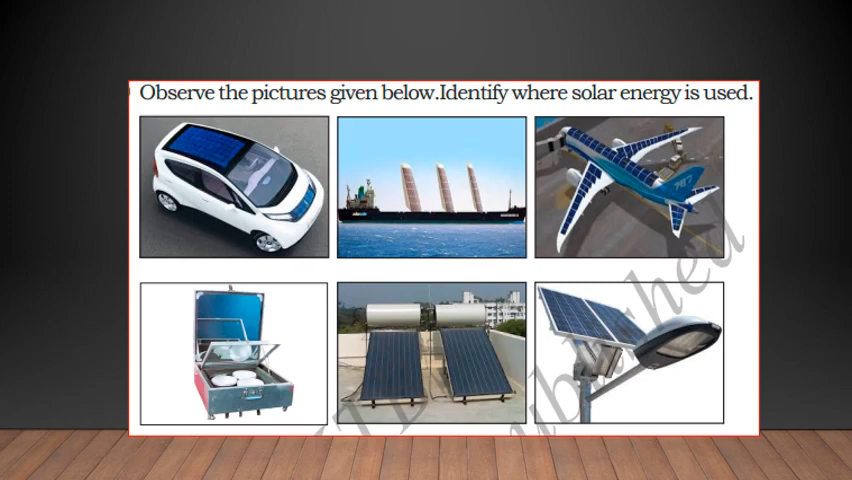 Observe the pictures given below.Identify where solar energy is used.
787